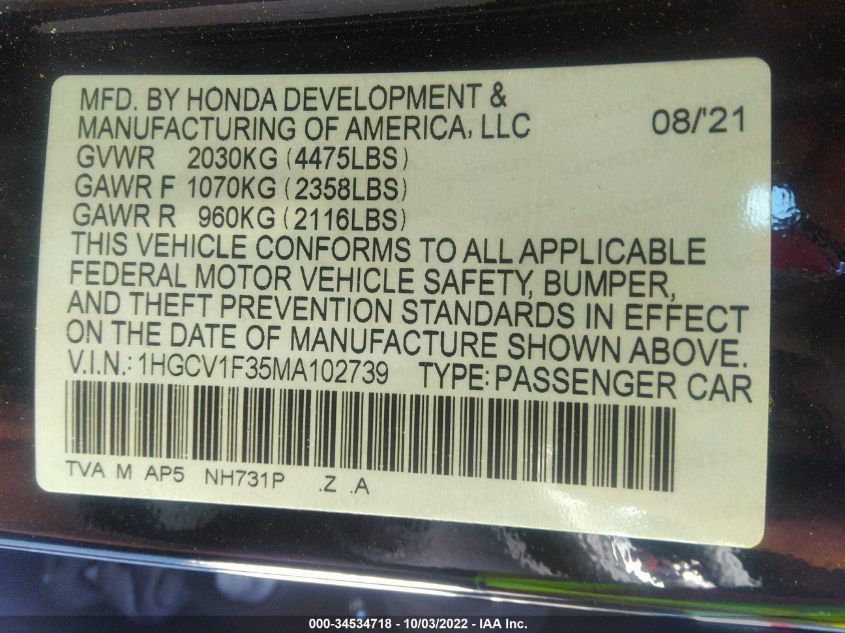 MFD. BY HONDA DEVELOPMENT &
MANUFACTURING OF AMERICA, LLC 08/'21
GVWR 2030KG (4475LBS)
GAWR F 1070KG (2358LBS)
GAWR R 960KG (2116LBS)
THIS VEHICLE CONFORMS TO ALL APPLICABLE
FEDERAL MOTOR VEHICLE SAFETY, BUMPER,
AND THEFT PREVENTION STANDARDS IN EFFECT
ON THE DATE OF MANUFACTURE SHOWN ABOVE.
V.I.N.: 1HGCV1F35MA102739 TYPE: PASSENGER CAR
TVA M AP5 NH731P .Z .A
000-34534718 - 10/03/2022 - IAA Inc.